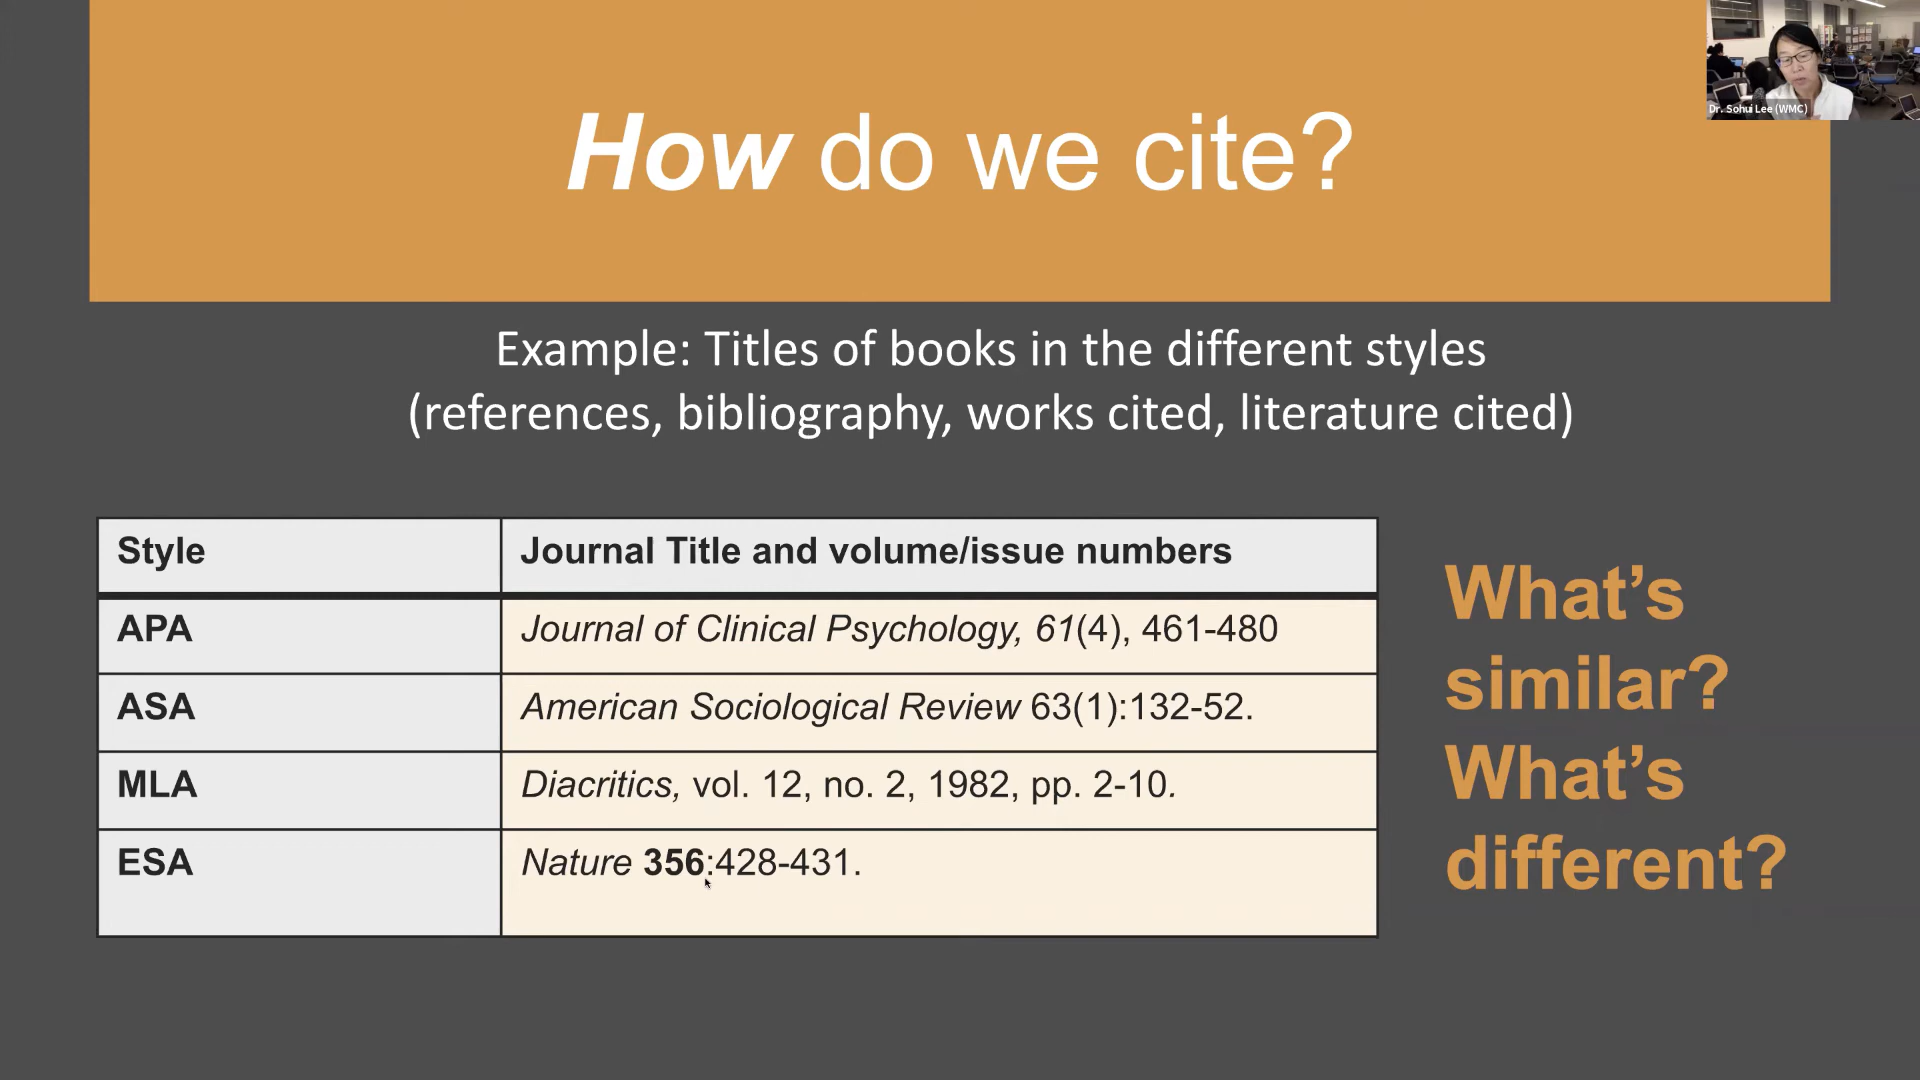 Dr. Sohui Lee (WMC)
How do we cite?
Example: Titles of books in the different styles
(references, bibliography, works cited, literature cited)
Style Journal Title and volume/issue numbers
APA Journal of Clinical Psychology, 61(4), 461-480
ASA American Sociological Review 63(1):132-52.
MLA Diacritics, vol. 12, no. 2, 1982, pp. 2-10.
ESA Nature 356:428-431.
What’s
similar?
What’s
different?